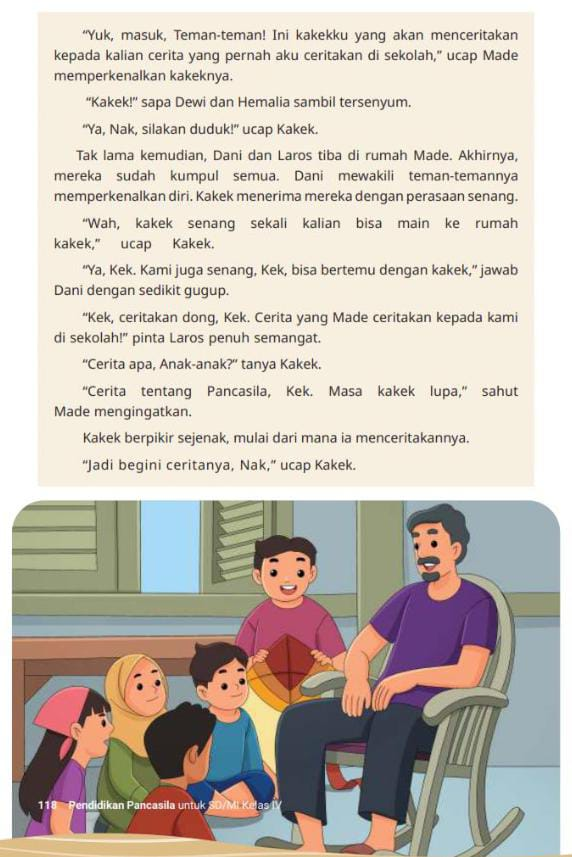 “Yuk, masuk, Teman-teman! Ini kakekku yang akan menceritakan
kepada kalian cerita yang pernah aku ceritakan di sekolah,” ucap Made
memperkenalkan kakeknya.
“Kakek!” sapa Dewi dan Hemalia sambil tersenyum.
“Ya, Nak, silakan duduk!” ucap Kakek.
Tak lama kemudian, Dani dan Laros tiba di rumah Made. Akhirnya,
mereka sudah kumpul semua. Dani mewakili teman-temannya
memperkenalkan diri. Kakek menerima mereka dengan perasaan senang.
“Wah, kakek senang sekali kalian bisa main ke rumah
kakek,” ucap Kakek.
“Ya, Kek. Kami juga senang, Kek, bisa bertemu dengan kakek,” jawab
Dani dengan sedikit gugup.
“Kek, ceritakan dong, Kek. Cerita yang Made ceritakan kepada kami
di sekolah!” pinta Laros penuh semangat.
“Cerita apa, Anak-anak?” tanya Kakek.
“Cerita tentang Pancasila, Kek. Masa kakek lupa,” sahut
Made mengingatkan.
Kakek berpikir sejenak, mulai dari mana ia menceritakannya.
“Jadi begini ceritanya, Nak,” ucap Kakek.
118 Pendidikan Pancasila untuk SD/MI Kelas IV